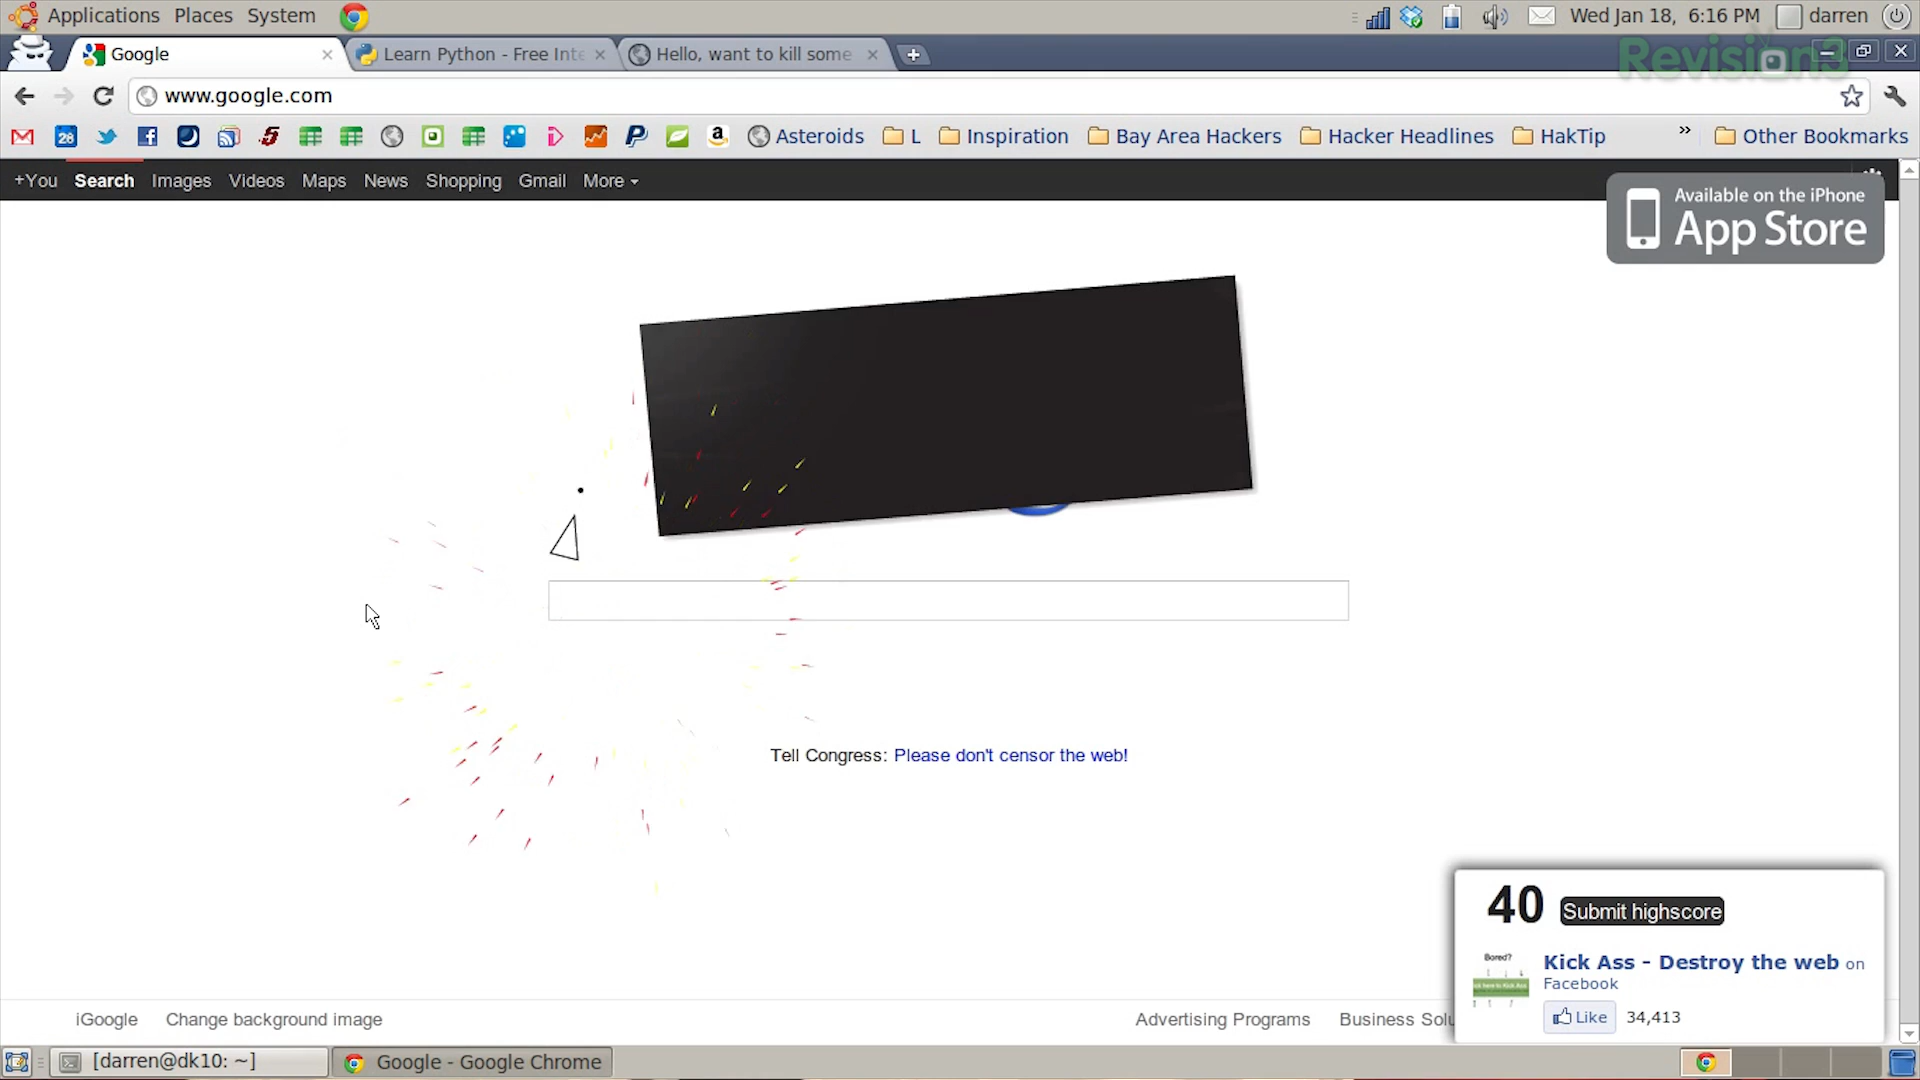 Applications Places System
Wed Jan 18, 6:16 PM darren
Google
Learn Python - Free Inte
Hello, want to kill some
Revision3
www.google.com
28
Asteroids
L
Inspiration
Bay Area Hackers
Hacker Headlines
HakTip
»
Other Bookmarks
+You Search Images Videos Maps News Shopping Gmail More
Available on the iPhone
App Store
Tell Congress: Please don't censor the web!
40 Submit highscore
Bored?
Kick Ass - Destroy the web on
Facebook
Like 34,413
iGoogle Change background image
Advertising Programs Business Solu
[darren@dk10: ~]
Google - Google Chrome